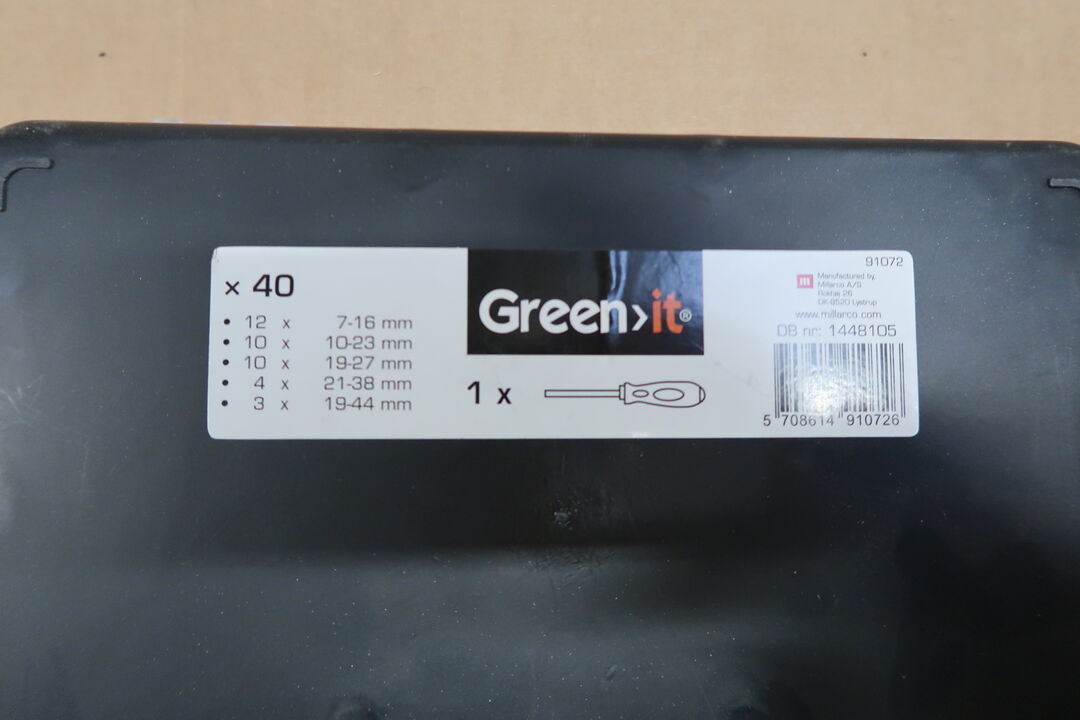 x 40
• 12 x 7-16 mm
• 10 x 10-23 mm
• 10 x 19-27 mm
• 4 x 21-38 mm
• 3 x 19-44 mm
Green>it®
1 x
91072
m
Manufactured by.
Millarco A/S
Rokhøj 26
DK-8520 Lystrup
www.millarco.com
DB nr: 1448105
5 708614 910726